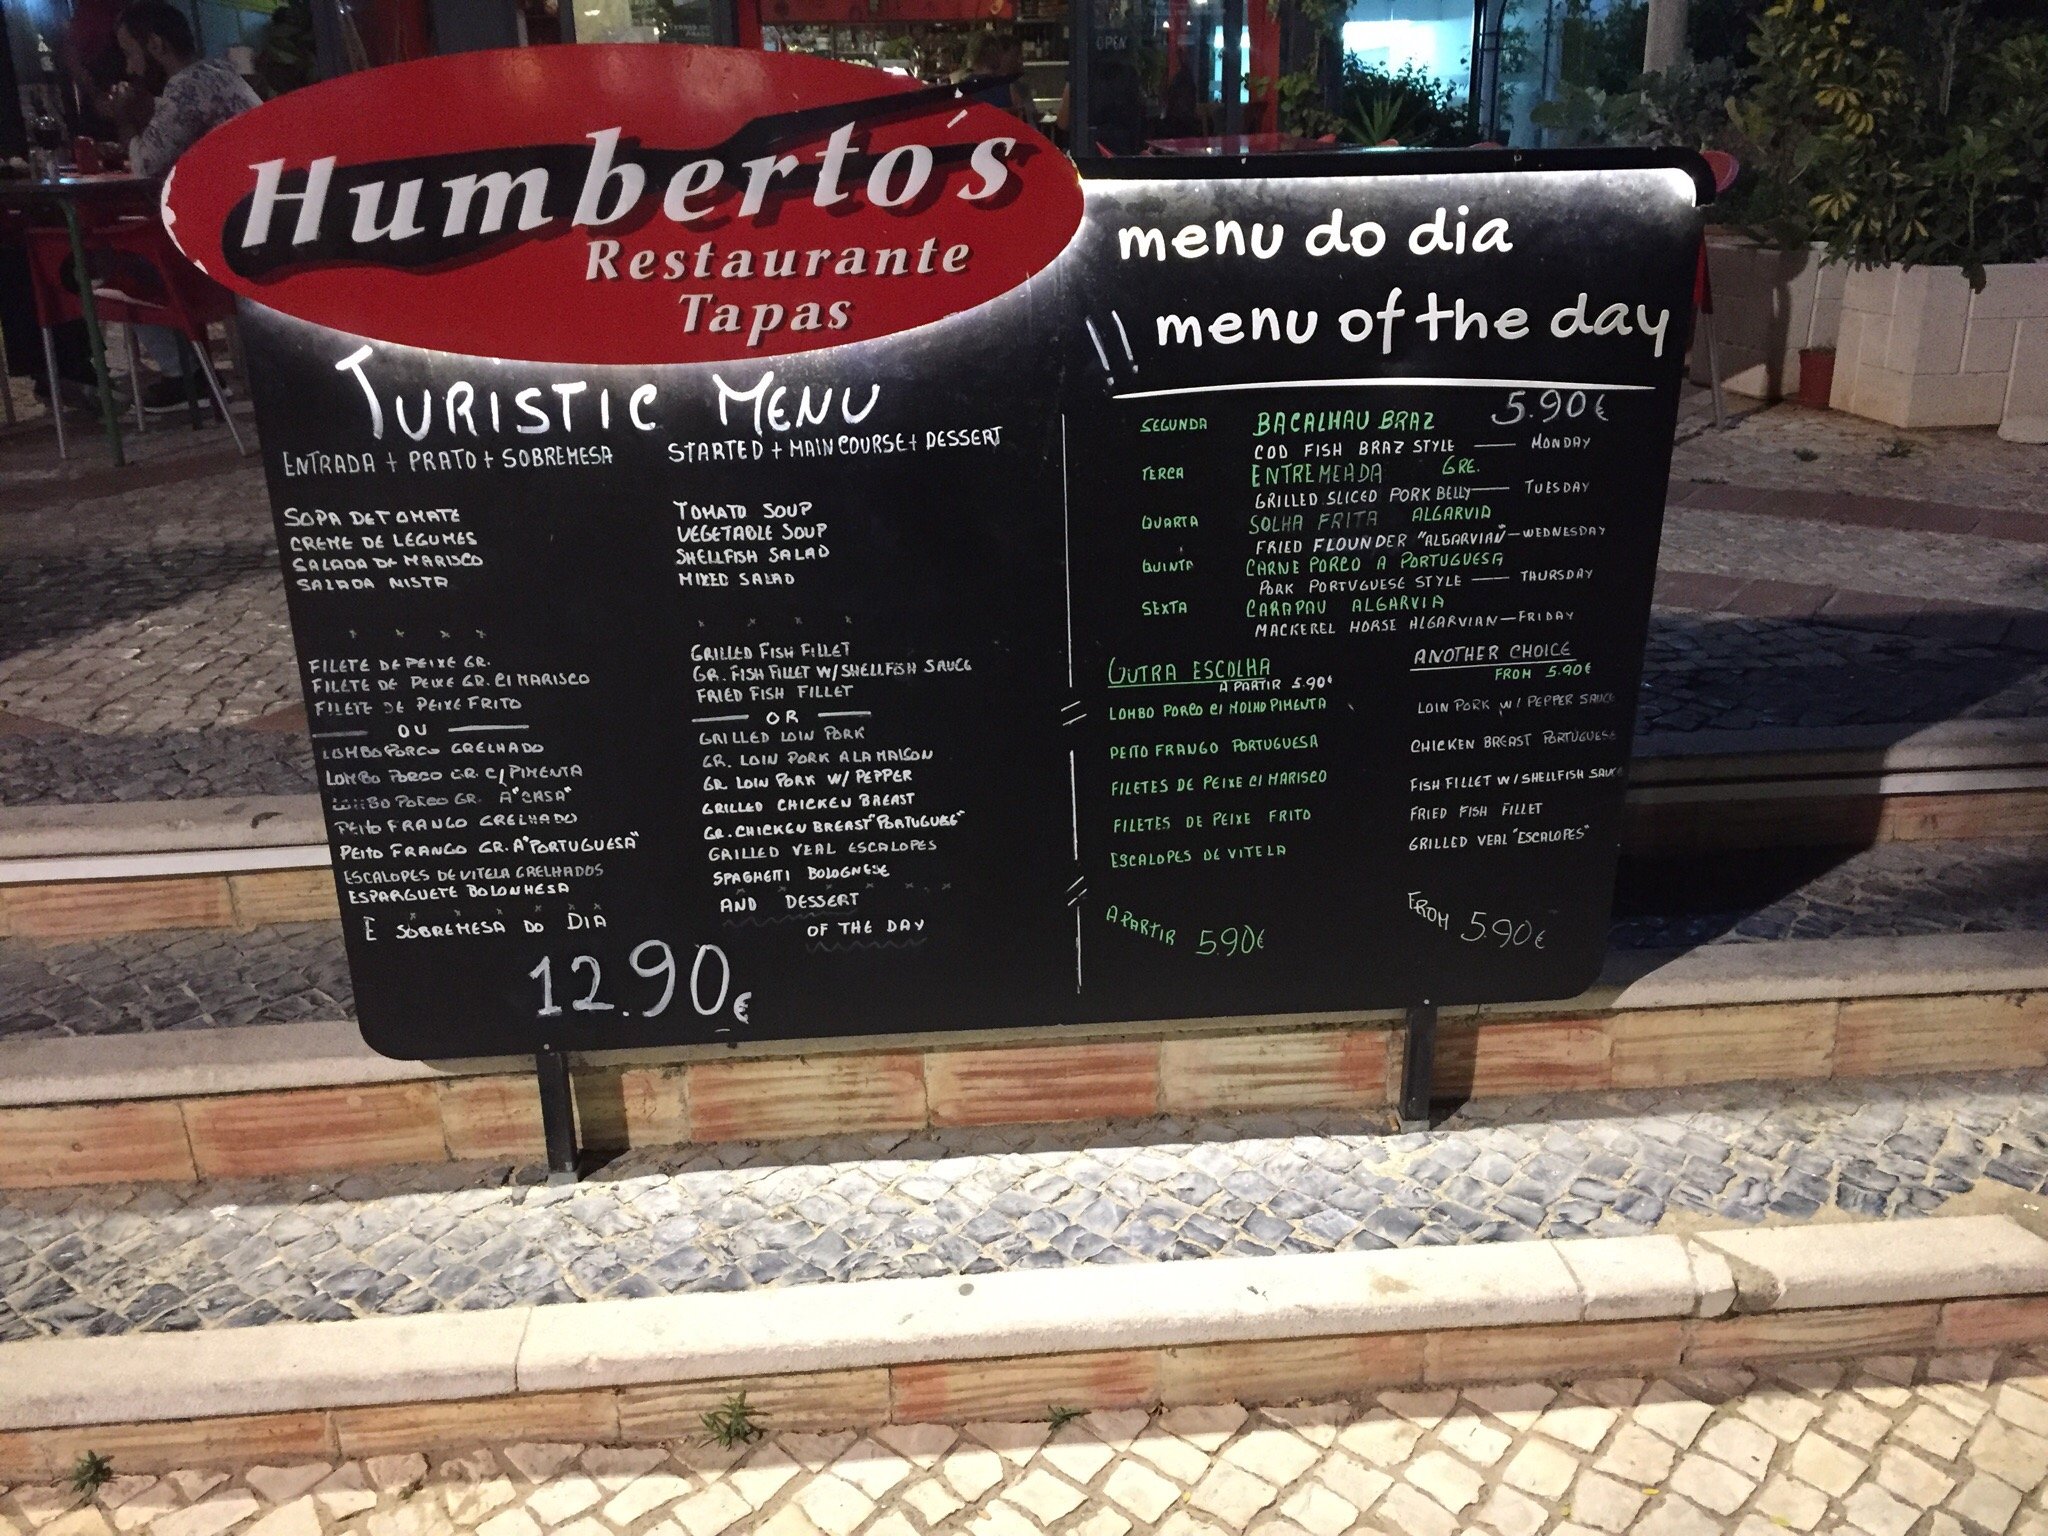 Humberto's
Restaurante
Tapas
TURISTIC MENU
ENTRADA + PRATO + SOBREMESA
SOPA DE TOMATE
CREME DE LEGUMES
SALADA DE MARISCO
SALADA MISTA
FILETE DE PEIXE GR.
FILETE DE PEIXE GR. C/ MARISCO
FILETE DE PEIXE FRITO
OU
LOMBO PORCO GRELHADO
LOMBO PORCO GR. C/PIMENTA
LOMBO PORCO GR. A"CASA"
PEITO FRANGO GRELHADO
PEITO FRANGO GR. A"PORTUGUESA"
ESCALOPES DE VITELA GRELHADOS
ESPARGUETE BOLONHESA
E SOBREMESA DO DIA
STARTED + MAIN COURSE + DESSERT
TOMATO SOUP
VEGETABLE SOUP
SHELLFISH SALAD
MIXED SALAD
GRILLED FISH FILLET
GR. FISH FILLET W/SHELLFISH SAUCE
FRIED FISH FILLET
OR
GRILLED LOIN PORK
GR. LOIN PORK A LA MAISON
GR. LOIN PORK W/ PEPPER
GRILLED CHICKEN BREAST
GR. CHICKEN BREAST"PORTUGUESE"
GRILLED VEAL ESCALOPES
SPAGHETTI BOLOGNESE
AND DESSERT
OF THE DAY
12.90€
menu do dia
!! menu of the day
5.90€
SEGUNDA BACALHAU BRAZ
COD FISH BRAZ STYLE — MONDAY
TERCA ENTREMEADA GRE.
GRILLED SLICED PORK BELLY — TUESDAY
QUARTA SOLHA FRITA ALGARVIA
FRIED FLOUNDER "ALGARVIAN" — WEDNESDAY
QUINTA CARNE PORCO A PORTUGUESA
PORK PORTUGUESE STYLE — THURSDAY
SEXTA CARAPAU ALGARVIA
MACKEREL HORSE ALGARVIAN — FRIDAY
OUTRA ESCOLHA
A PARTIR 5.90€
LOMBO PORCO C/ MOLHO PIMENTA
PEITO FRANGO PORTUGUESA
FILETES DE PEIXE C/ MARISCO
FILETES DE PEIXE FRITO
ESCALOPES DE VITELA
A PARTIR 5.90€
ANOTHER CHOICE
FROM 5.90€
LOIN PORK W/ PEPPER SAUCE
CHICKEN BREAST PORTUGUESE
FISH FILLET W/SHELLFISH SAUCE
FRIED FISH FILLET
GRILLED VEAL "ESCALOPES"
FROM 5.90€
OPEN